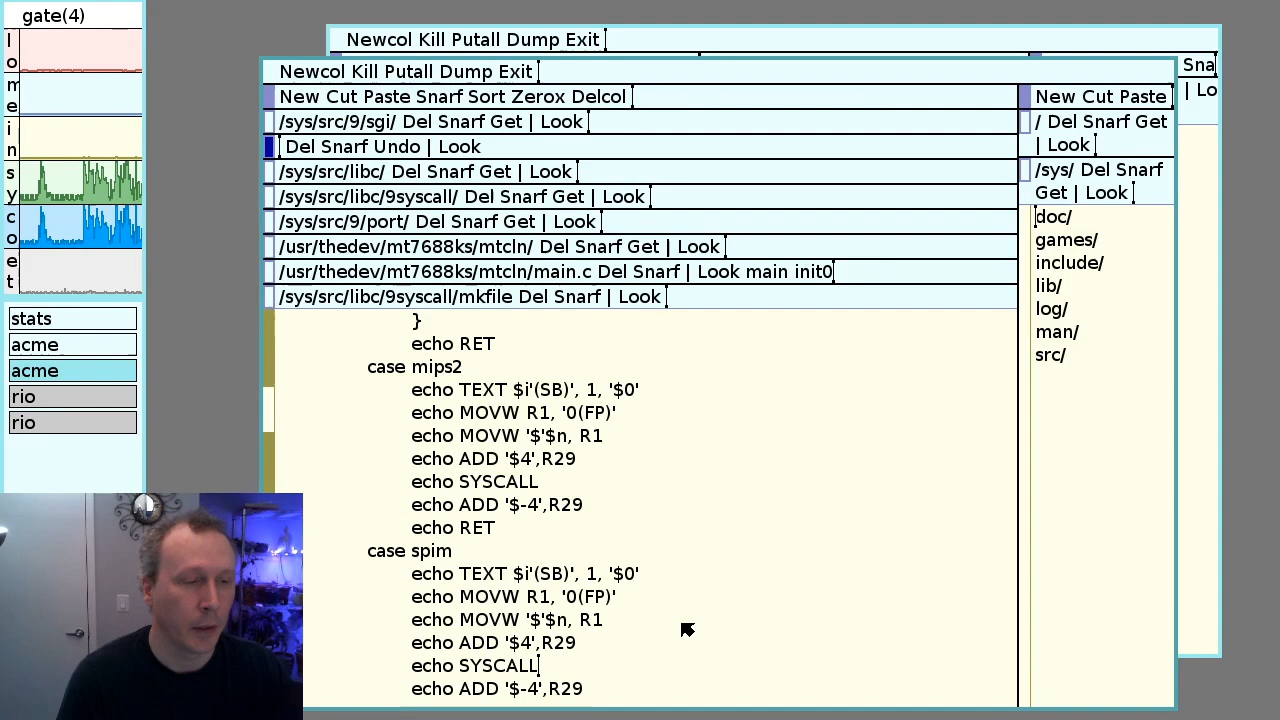 gate(4)
lo
me
in
sy
co
et
stats
acme
acme
rio
rio
Newcol Kill Putall Dump Exit
Sna
| Lo
Newcol Kill Putall Dump Exit
New Cut Paste Snarf Sort Zerox Delcol
/sys/src/9/sgi/ Del Snarf Get | Look
Del Snarf Undo | Look
/sys/src/libc/ Del Snarf Get | Look
/sys/src/libc/9syscall/ Del Snarf Get | Look
/sys/src/9/port/ Del Snarf Get | Look
/usr/thedev/mt7688ks/mtcln/ Del Snarf Get | Look
/usr/thedev/mt7688ks/mtcln/main.c Del Snarf | Look main init0
/sys/src/libc/9syscall/mkfile Del Snarf | Look
}
echo RET
case mips2
echo TEXT $i'(SB)', 1, '$0'
echo MOVW R1, '0(FP)'
echo MOVW '$'$n, R1
echo ADD '$4',R29
echo SYSCALL
echo ADD '$-4',R29
echo RET
case spim
echo TEXT $i'(SB)', 1, '$0'
echo MOVW R1, '0(FP)'
echo MOVW '$'$n, R1
echo ADD '$4',R29
echo SYSCALL
echo ADD '$-4',R29
New Cut Paste
/ Del Snarf Get
| Look
/sys/ Del Snarf
Get | Look
doc/
games/
include/
lib/
log/
man/
src/